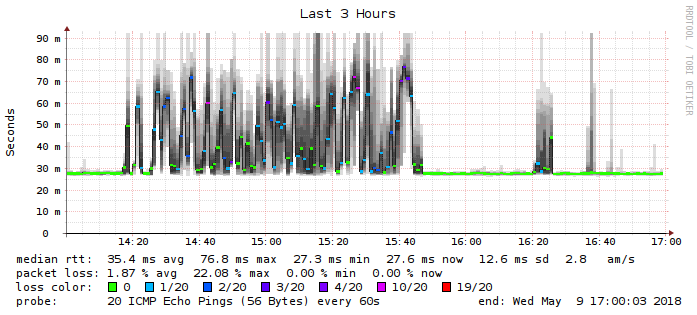 Last 3 Hours
RRDTOOL / TOBI OETIKER
Seconds
90 m
80 m
70 m
60 m
50 m
40 m
30 m
20 m
10 m
0
14:20 14:40 15:00 15:20 15:40 16:00 16:20 16:40 17:00
median rtt: 35.4 ms avg 76.8 ms max 27.3 ms min 27.6 ms now 12.6 ms sd 2.8 am/s
packet loss: 1.87 % avg 22.08 % max 0.00 % min 0.00 % now
loss color: 0 1/20 2/20 3/20 4/20 10/20 19/20
probe: 20 ICMP Echo Pings (56 Bytes) every 60s end: Wed May 9 17:00:03 2018